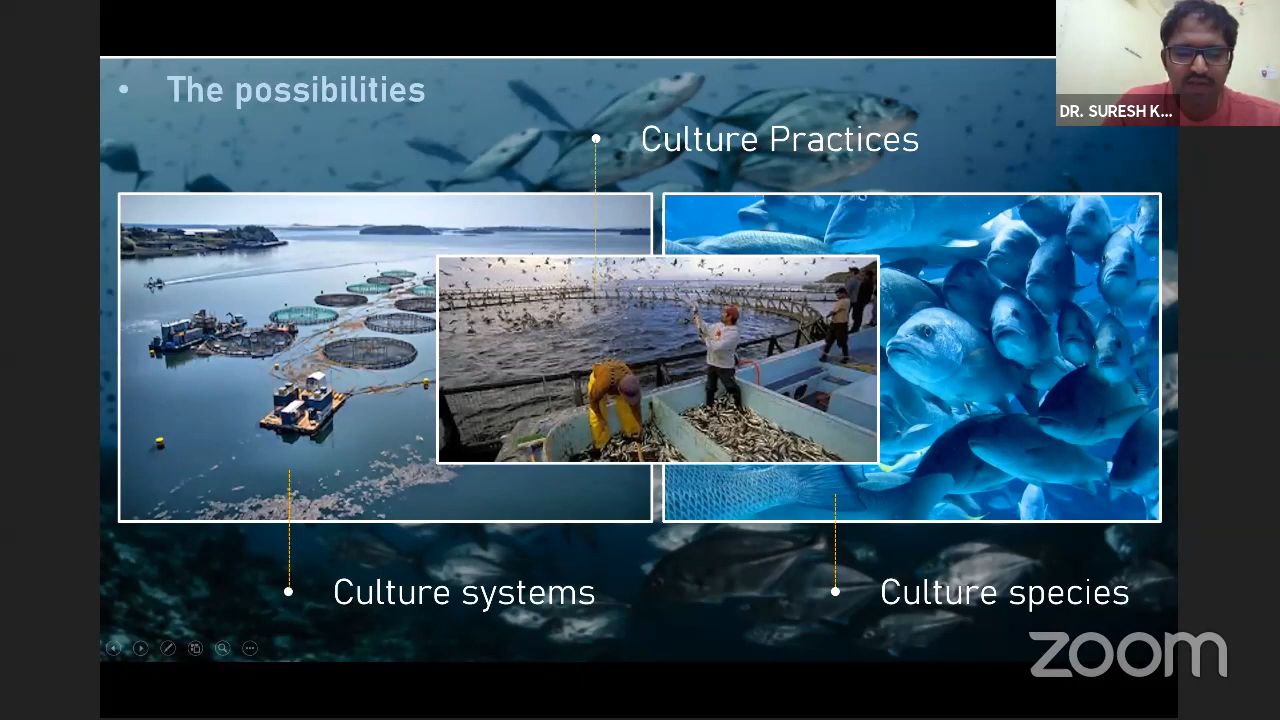 • The possibilities
DR. SURESH K...
Culture Practices
Culture systems
Culture species
zoom